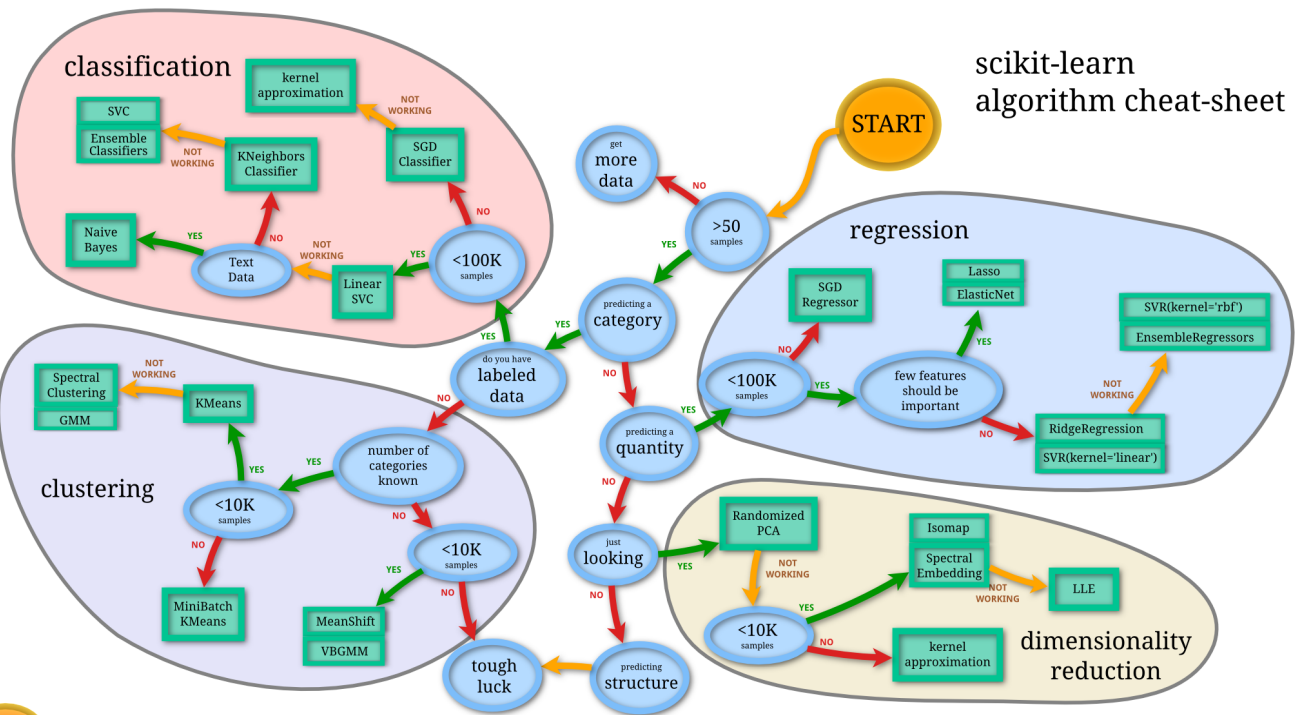 scikit-learn
algorithm cheat-sheet
START
classification
kernel
approximation
NOT
WORKING
SVC
Ensemble
Classifiers
NOT
WORKING
KNeighbors
Classifier
SGD
Classifier
Naive
Bayes
YES
Text
Data
NO
NOT
WORKING
Linear
SVC
YES
<100K
samples
NO
YES
get
more
data
NO
>50
samples
YES
predicting a
category
YES
do you have
labeled
data
NO
NO
predicting a
quantity
YES
NO
just
looking
YES
NO
predicting
structure
tough
luck
regression
SGD
Regressor
Lasso
ElasticNet
SVR(kernel='rbf')
EnsembleRegressors
NO
YES
<100K
samples
YES
few features
should be
important
NOT
WORKING
NO
RidgeRegression
SVR(kernel='linear')
clustering
Spectral
Clustering
GMM
NOT
WORKING
KMeans
YES
number of
categories
known
YES
<10K
samples
NO
NO
<10K
samples
YES
NO
MiniBatch
KMeans
MeanShift
VBGMM
Randomized
PCA
NOT
WORKING
Isomap
Spectral
Embedding
NOT
WORKING
LLE
YES
<10K
samples
NO
kernel
approximation
dimensionality
reduction